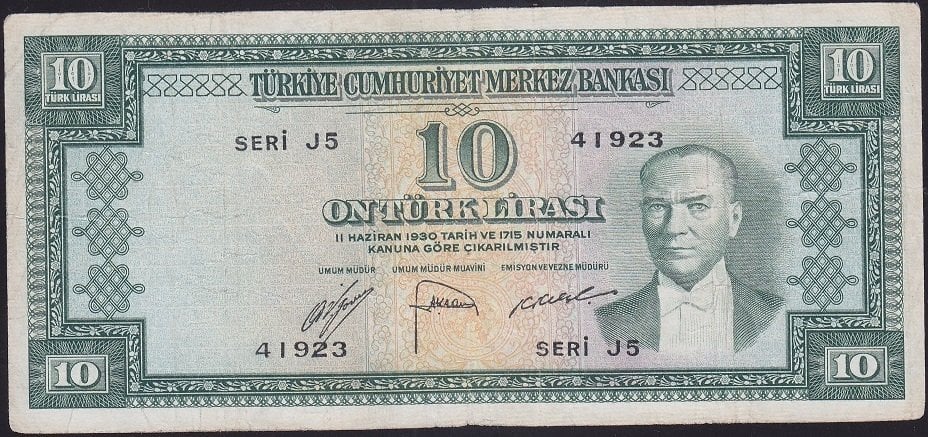 10 TÜRK LİRASI
TÜRKİYE CUMHURİYET MERKEZ BANKASI
10 TÜRK LİRASI
SERİ J5
10
41923
ON TÜRK LİRASI
11 HAZİRAN 1930 TARİH VE 1715 NUMARALI
KANUNA GÖRE ÇIKARILMIŞTIR
UMUM MÜDÜR
UMUM MÜDÜR MUAVİNİ
EMİSYON VE VEZNE MÜDÜRÜ
41923
SERİ J5
10
10